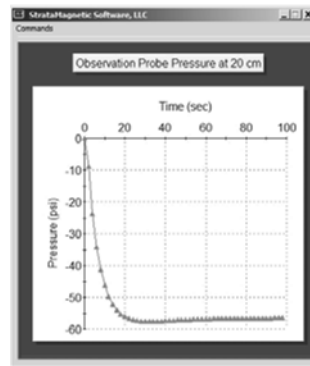 StrataMagnetic Software, LLC
Commands
Observation Probe Pressure at 20 cm
Time (sec)
0 20 40 60 80 100
0
-10
-20
-30
-40
-50
-60
Pressure (psi)